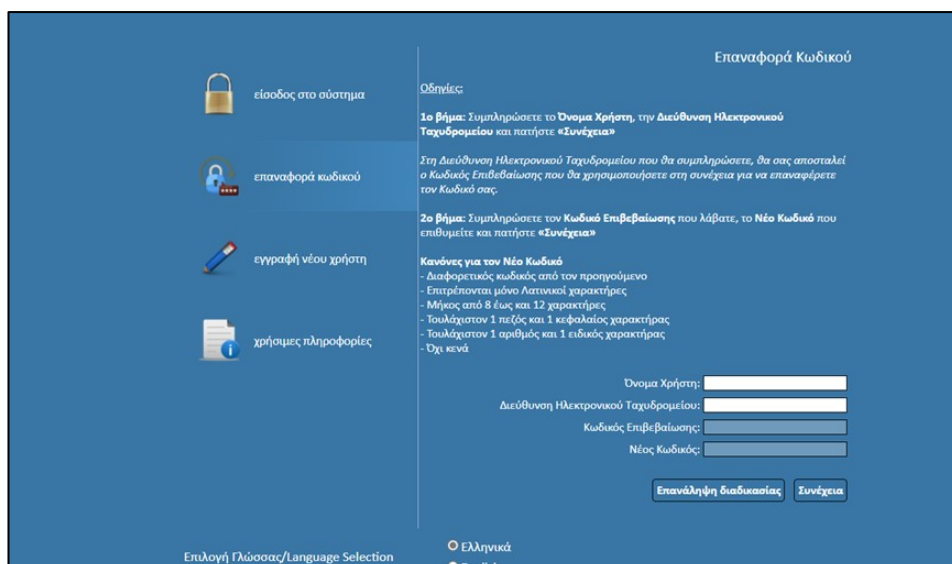 Επαναφορά Κωδικού
είσοδος στο σύστημα
επαναφορά κωδικού
εγγραφή νέου χρήστη
χρήσιμες πληροφορίες
Οδηγίες:
1ο βήμα: Συμπληρώσετε το Όνομα Χρήστη, την Διεύθυνση Ηλεκτρονικού
Ταχυδρομείου και πατήστε «Συνέχεια»
Στη Διεύθυνση Ηλεκτρονικού Ταχυδρομείου που θα συμπληρώσετε, θα σας αποσταλεί
ο Κωδικός Επιβεβαίωσης που θα χρησιμοποιήσετε στη συνέχεια για να επαναφέρετε
τον Κωδικό σας.
2ο βήμα: Συμπληρώσετε τον Κωδικό Επιβεβαίωσης που λάβατε, το Νέο Κωδικό που
επιθυμείτε και πατήστε «Συνέχεια»
Κανόνες για τον Νέο Κωδικό
- Διαφορετικός κωδικός από τον προηγούμενο
- Επιτρέπονται μόνο Λατινικοί χαρακτήρες
- Μήκος από 8 έως και 12 χαρακτήρες
- Τουλάχιστον 1 πεζός και 1 κεφαλαίος χαρακτήρας
- Τουλάχιστον 1 αριθμός και 1 ειδικός χαρακτήρας
- Όχι κενά
Όνομα Χρήστη:
Διεύθυνση Ηλεκτρονικού Ταχυδρομείου:
Κωδικός Επιβεβαίωσης:
Νέος Κωδικός:
Επανάληψη διαδικασίας Συνέχεια
Επιλογή Γλώσσας/Language Selection
Ελληνικά